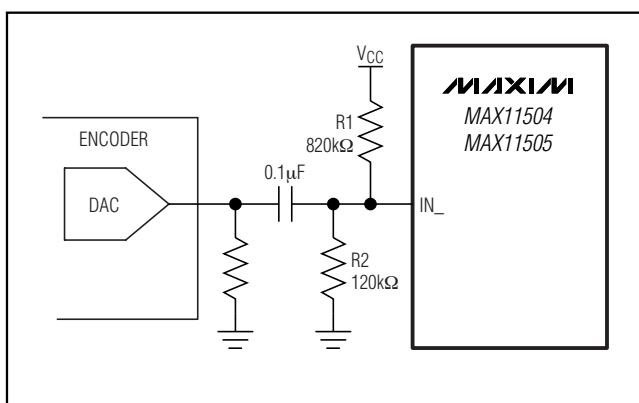 VCC
MAXIM
MAX11504
MAX11505
R1
820kΩ
ENCODER
0.1μF
DAC
IN_
R2
120kΩ